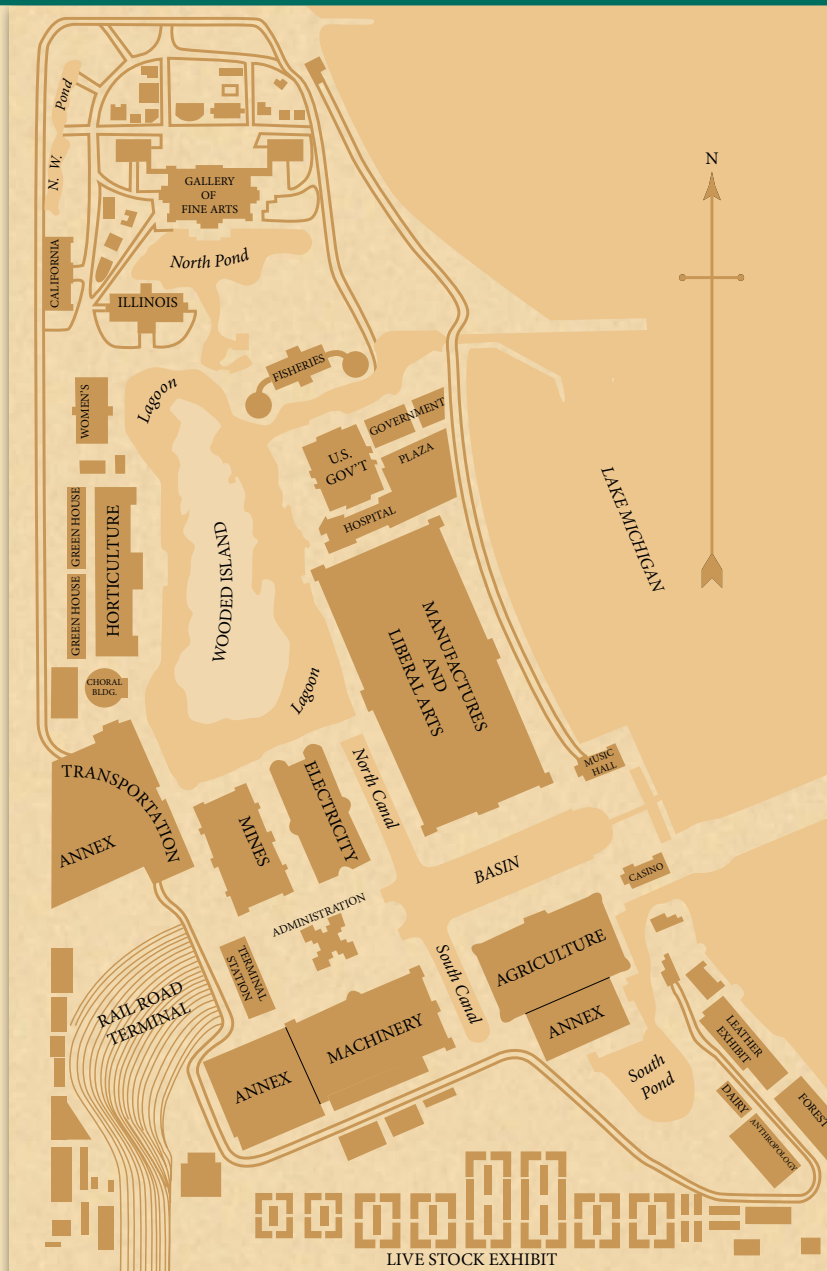 N
Pond
N. W.
GALLERY
OF
FINE ARTS
North Pond
CALIFORNIA
ILLINOIS
FISHERIES
Lagoon
WOMEN'S
GOVERNMENT
PLAZA
U.S.
GOV'T
HOSPITAL
LAKE MICHIGAN
GREEN HOUSE
HORTICULTURE
WOODED ISLAND
GREEN HOUSE
MANUFACTURES
AND
LIBERAL ARTS
CHORAL
BLDG.
Lagoon
TRANSPORTATION
ANNEX
MINES
ELECTRICITY
North Canal
MUSIC
HALL
BASIN
CASINO
ADMINISTRATION
TERMINAL
STATION
South Canal
AGRICULTURE
ANNEX
RAIL ROAD
TERMINAL
MACHINERY
ANNEX
LEATHER
EXHIBIT
South
Pond
DAIRY
FOREST
ANTHROPOLOGY
LIVE STOCK EXHIBIT